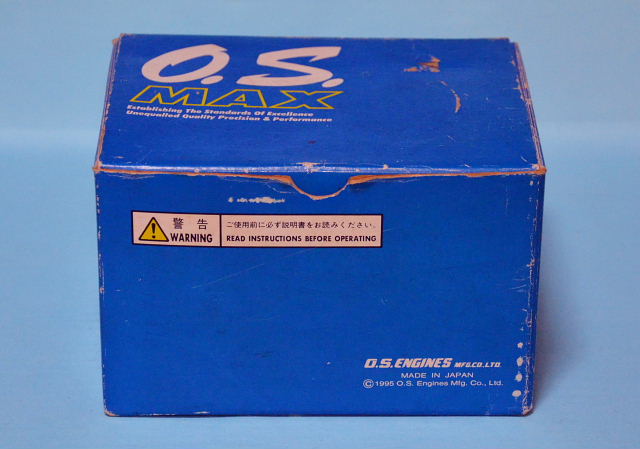 O.S.
MAX
Establishing The Standards Of Excellence
Unequalled Quality Precision & Performance
警告
WARNING
ご使用前に必ず説明書をお読みください。
READ INSTRUCTIONS BEFORE OPERATING
O.S.ENGINES MFG.CO.LTD.
MADE IN JAPAN
©1995 O.S. Engines Mfg. Co., Ltd.